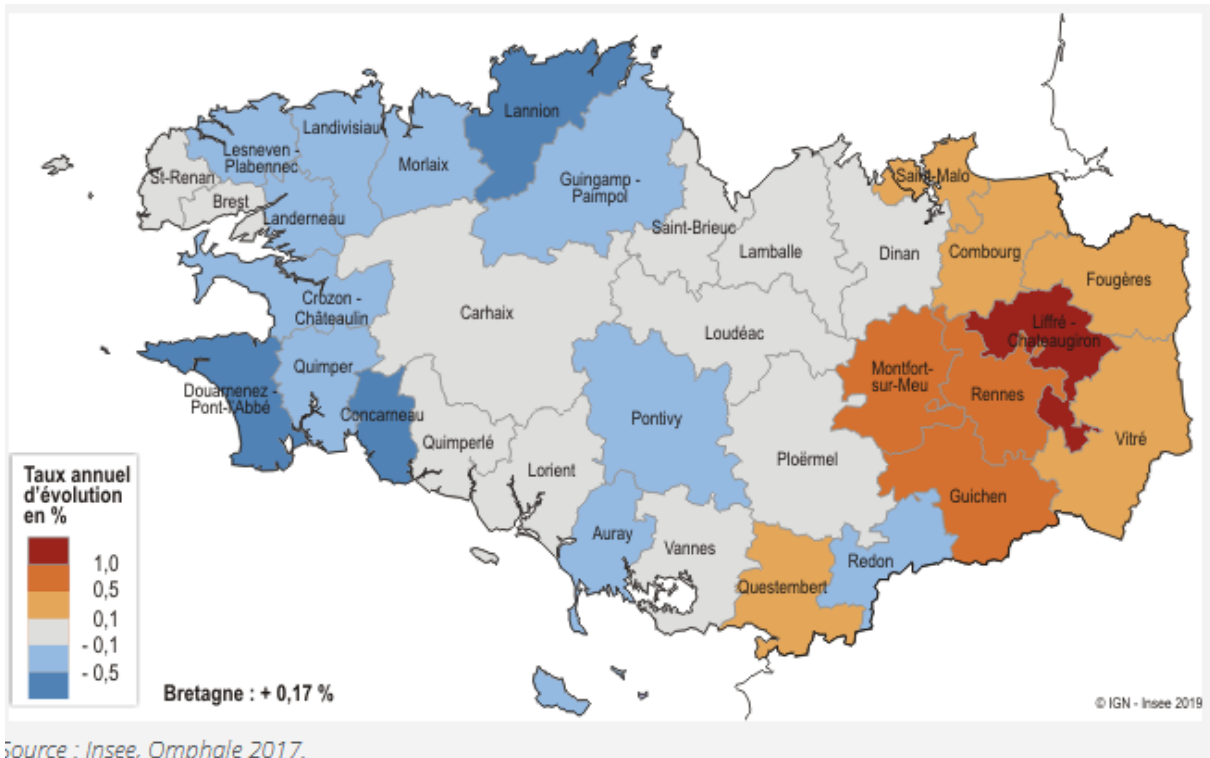 Lannion
Landivisiau
Lesneven -
Plabennec
Morlaix
St-Renan
Brest
Landerneau
Guingamp -
Paimpol
Saint-Brieuc
Lamballe
Dinan
Saint-Malo
Combourg
Fougères
Crozon -
Châteaulin
Carhaix
Loudéac
Liffré -
Chateaugiron
Quimper
Douarnenez -
Pont-l'Abbé
Concarneau
Quimperlé
Lorient
Pontivy
Ploërmel
Montfort-
sur-Meu
Rennes
Vitré
Guichen
Auray
Vannes
Questembert
Redon
Taux annuel
d'évolution
en %
1,0
0,5
0,1
- 0,1
- 0,5
Bretagne : + 0,17 %
© IGN - Insee 2019
Source : Insee, Omphale 2017.